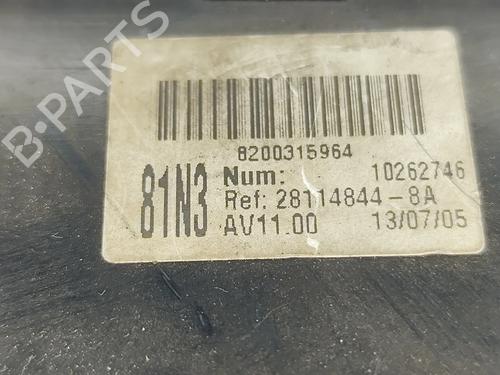 8200315964
81N3
Num: 10262746
Ref: 28114844-8A
AV11.00 13/07/05
B-PARTS